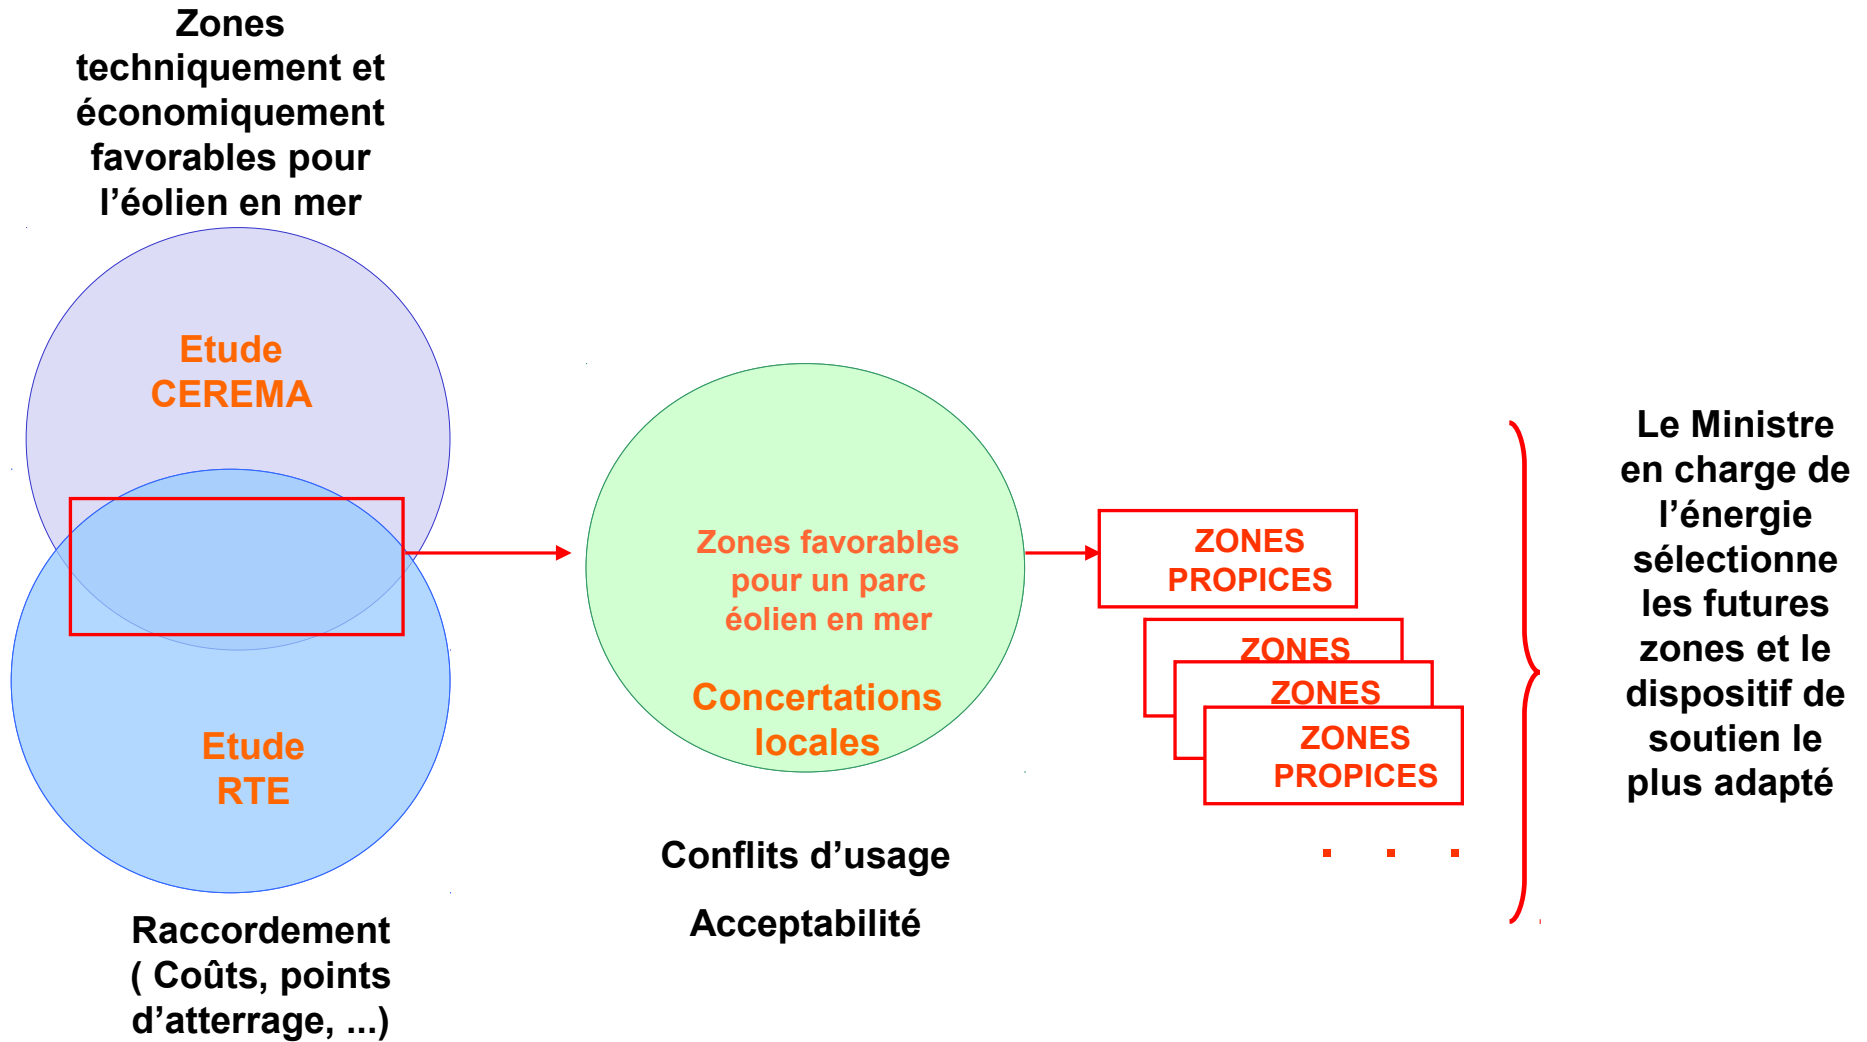 Zones
techniquement et
économiquement
favorables pour
l’éolien en mer
Etude
CEREMA
Etude
RTE
Raccordement
( Coûts, points
d’atterrage, ...)
Zones favorables
pour un parc
éolien en mer
Concertations
locales
Conflits d’usage
Acceptabilité
ZONES
PROPICES
ZONES
ZONES
ZONES
PROPICES
. . .
Le Ministre
en charge de
l’énergie
sélectionne
les futures
zones et le
dispositif de
soutien le
plus adapté